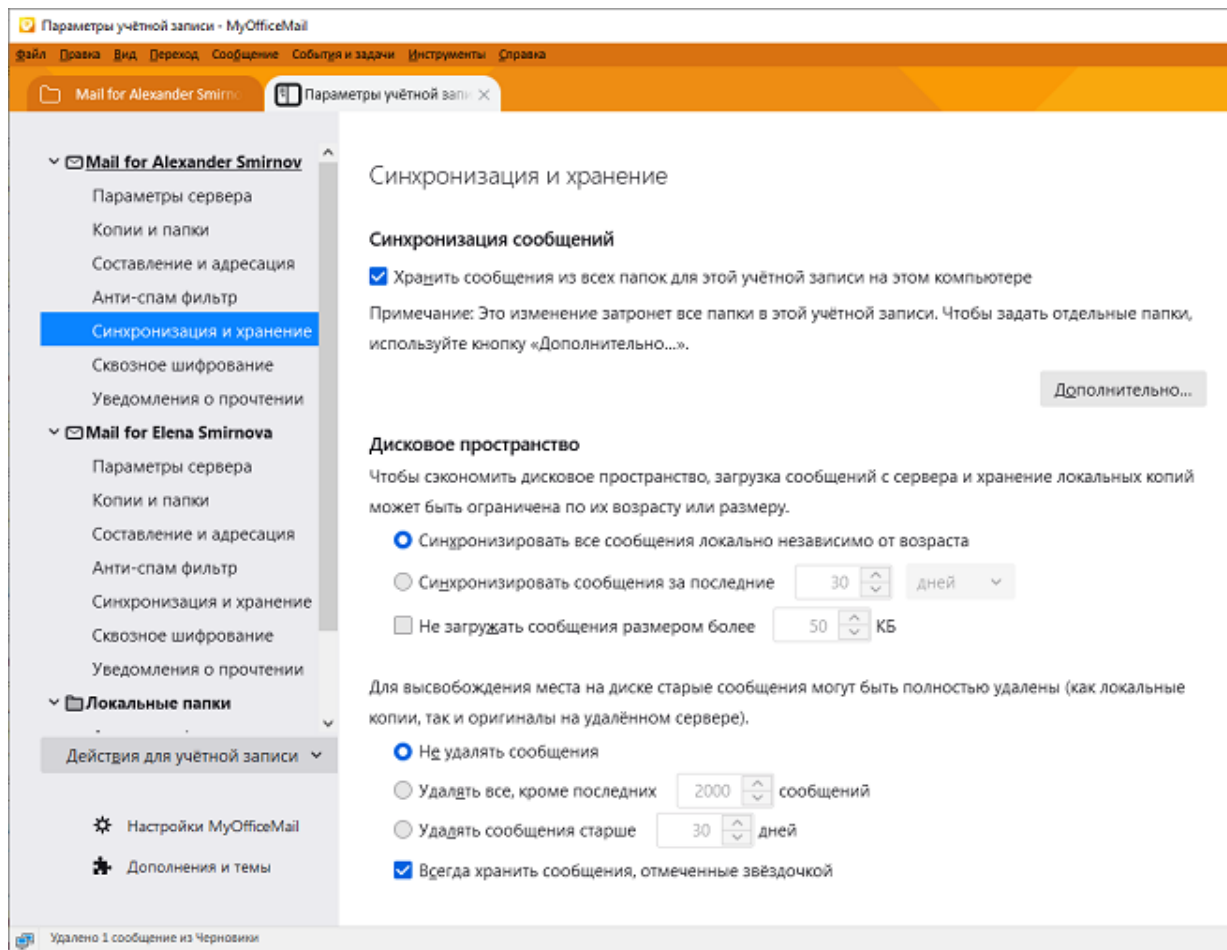 Параметры учётной записи - MyOfficeMail
Файл Правка Вид Переход Сообщение События и задачи Инструменты Справка
Mail for Alexander Smirno
Параметры учётной запи
Mail for Alexander Smirnov
Параметры сервера
Копии и папки
Составление и адресация
Анти-спам фильтр
Синхронизация и хранение
Сквозное шифрование
Уведомления о прочтении
Mail for Elena Smirnova
Параметры сервера
Копии и папки
Составление и адресация
Анти-спам фильтр
Синхронизация и хранение
Сквозное шифрование
Уведомления о прочтении
Локальные папки
Действия для учётной записи
Настройки MyOfficeMail
Дополнения и темы
Синхронизация и хранение
Синхронизация сообщений
Хранить сообщения из всех папок для этой учётной записи на этом компьютере
Примечание: Это изменение затронет все папки в этой учётной записи. Чтобы задать отдельные папки,
используйте кнопку «Дополнительно...».
Дополнительно...
Дисковое пространство
Чтобы сэкономить дисковое пространство, загрузка сообщений с сервера и хранение локальных копий
может быть ограничена по их возрасту или размеру.
Синхронизировать все сообщения локально независимо от возраста
Синхронизировать сообщения за последние 30 дней
Не загружать сообщения размером более 50 КБ
Для высвобождения места на диске старые сообщения могут быть полностью удалены (как локальные
копии, так и оригиналы на удалённом сервере).
Не удалять сообщения
Удалять все, кроме последних 2000 сообщений
Удалять сообщения старше 30 дней
Всегда хранить сообщения, отмеченные звёздочкой
Удалено 1 сообщение из Черновики